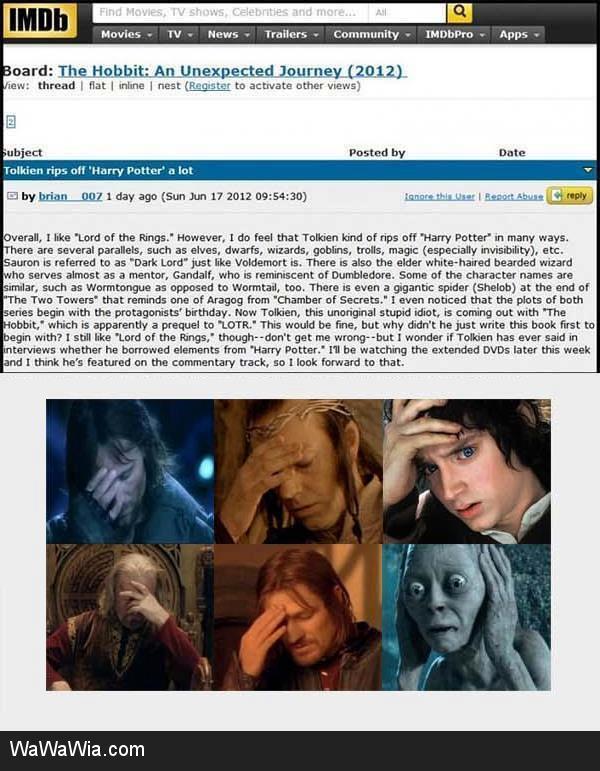 IMDb
Find Movies, TV shows, Celebrities and more...
All
Movies TV News Trailers Community IMDbPro Apps
Board: The Hobbit: An Unexpected Journey (2012)
View: thread | flat | inline | nest (Register to activate other views)
2
Subject Posted by Date
Tolkien rips off 'Harry Potter' a lot
by brian__007 1 day ago (Sun Jun 17 2012 09:54:30)
Ignore this User | Report Abuse reply
Overall, I like "Lord of the Rings." However, I do feel that Tolkien kind of rips off "Harry Potter" in many ways.
There are several parallels, such as elves, dwarfs, wizards, goblins, trolls, magic (especially invisibility), etc.
Sauron is referred to as "Dark Lord" just like Voldemort is. There is also the elder white-haired bearded wizard
who serves almost as a mentor, Gandalf, who is reminiscent of Dumbledore. Some of the character names are
similar, such as Wormtongue as opposed to Wormtail, too. There is even a gigantic spider (Shelob) at the end of
"The Two Towers" that reminds one of Aragog from "Chamber of Secrets." I even noticed that the plots of both
series begin with the protagonists' birthday. Now Tolkien, this unoriginal stupid idiot, is coming out with "The
Hobbit," which is apparently a prequel to "LOTR." This would be fine, but why didn't he just write this book first to
begin with? I still like "Lord of the Rings," though--don't get me wrong--but I wonder if Tolkien has ever said in
interviews whether he borrowed elements from "Harry Potter." I'll be watching the extended DVDs later this week
and I think he's featured on the commentary track, so I look forward to that.
WaWaWia.com